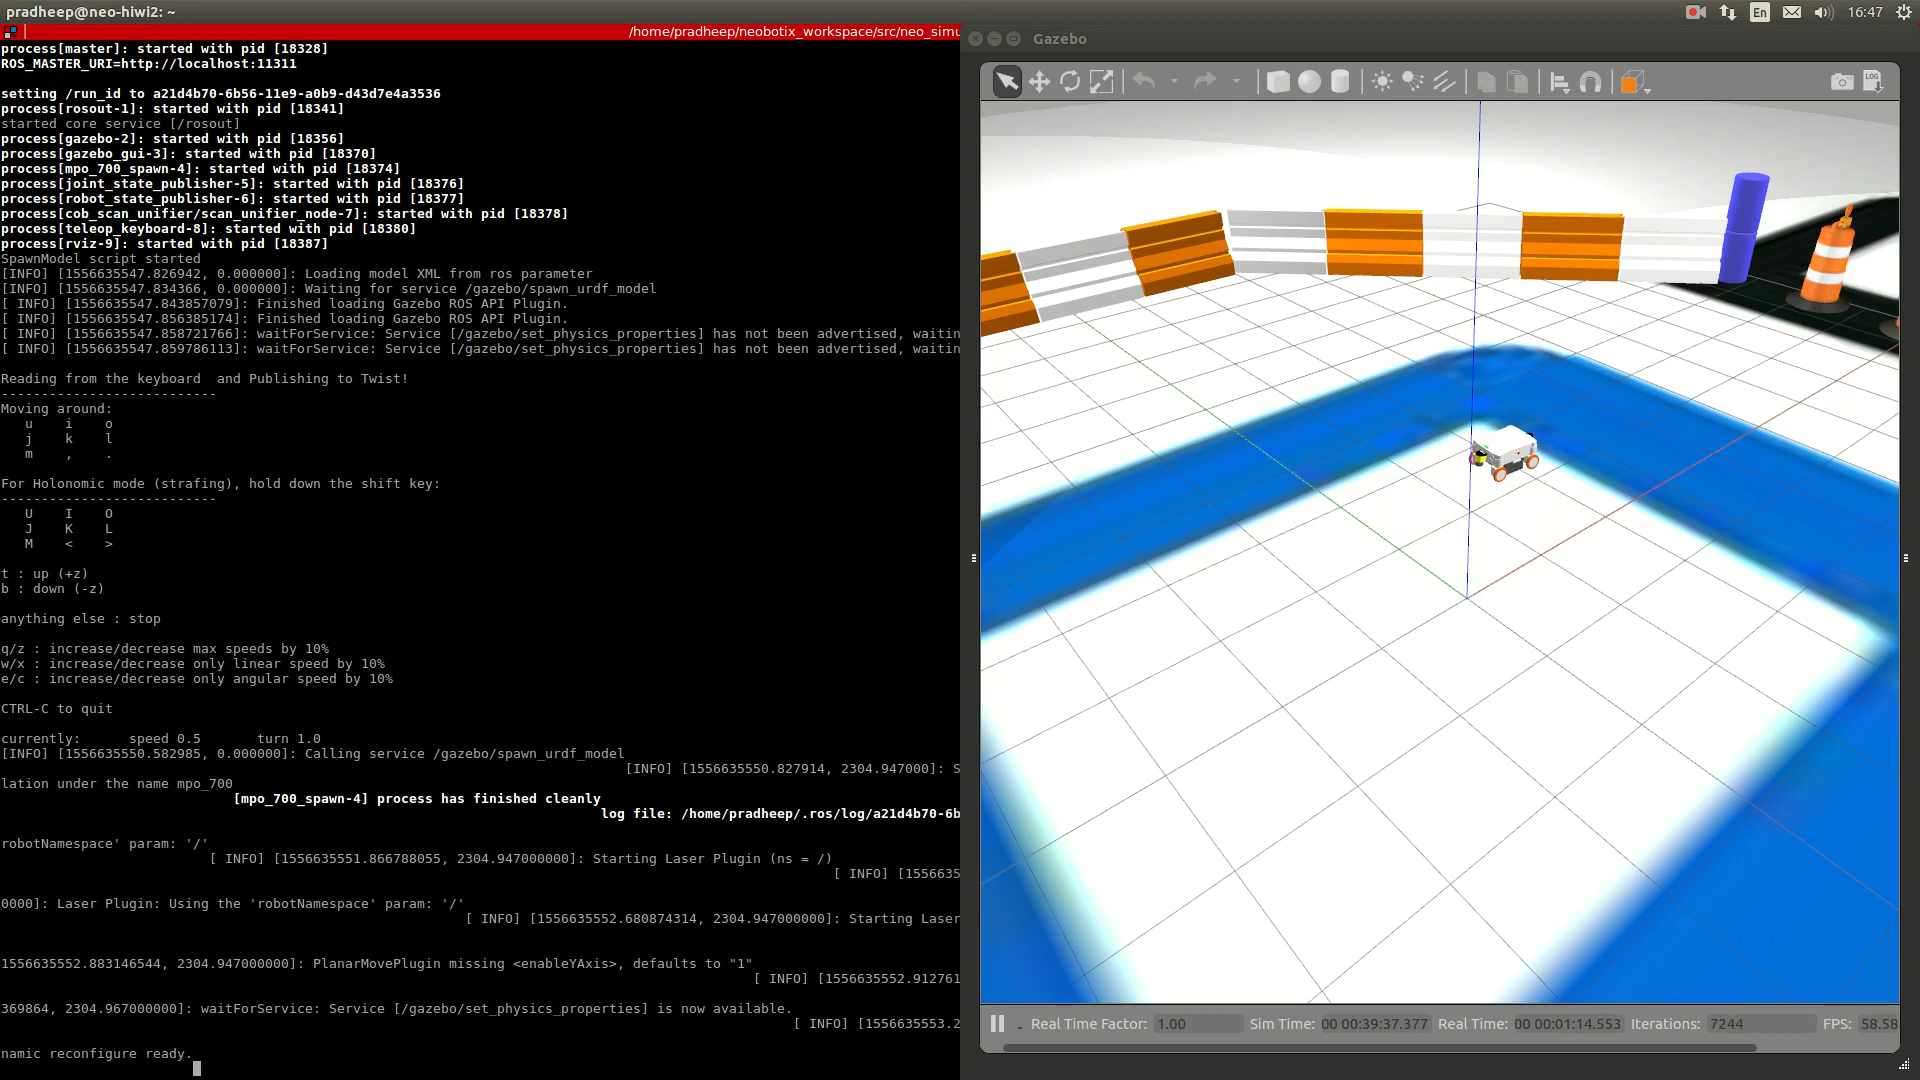 pradheep@neo-hiwi2: ~
En
16:47
/home/pradheep/neobotix_workspace/src/neo_simu
process[master]: started with pid [18328]
ROS_MASTER_URI=http://localhost:11311
setting /run_id to a21d4b70-6b56-11e9-a0b9-d43d7e4a3536
process[rosout-1]: started with pid [18341]
started core service [/rosout]
process[gazebo-2]: started with pid [18356]
process[gazebo_gui-3]: started with pid [18370]
process[mpo_700_spawn-4]: started with pid [18374]
process[joint_state_publisher-5]: started with pid [18376]
process[robot_state_publisher-6]: started with pid [18377]
process[cob_scan_unifier/scan_unifier_node-7]: started with pid [18378]
process[teleop_keyboard-8]: started with pid [18380]
process[rviz-9]: started with pid [18387]
SpawnModel script started
[INFO] [1556635547.826942, 0.000000]: Loading model XML from ros parameter
[INFO] [1556635547.834366, 0.000000]: Waiting for service /gazebo/spawn_urdf_model
[ INFO] [1556635547.843857079]: Finished loading Gazebo ROS API Plugin.
[ INFO] [1556635547.856385174]: Finished loading Gazebo ROS API Plugin.
[ INFO] [1556635547.858721766]: waitForService: Service [/gazebo/set_physics_properties] has not been advertised, waitin
[ INFO] [1556635547.859786113]: waitForService: Service [/gazebo/set_physics_properties] has not been advertised, waitin
Reading from the keyboard  and Publishing to Twist!
---------------------------
Moving around:
u    i    o
j    k    l
m    ,    .
For Holonomic mode (strafing), hold down the shift key:
---------------------------
U    I    O
J    K    L
M    <    >
t : up (+z)
b : down (-z)
anything else : stop
q/z : increase/decrease max speeds by 10%
w/x : increase/decrease only linear speed by 10%
e/c : increase/decrease only angular speed by 10%
CTRL-C to quit
currently:      speed 0.5       turn 1.0
[INFO] [1556635550.582985, 0.000000]: Calling service /gazebo/spawn_urdf_model
[INFO] [1556635550.827914, 2304.947000]: S
lation under the name mpo_700
[mpo_700_spawn-4] process has finished cleanly
log file: /home/pradheep/.ros/log/a21d4b70-6b
robotNamespace' param: '/'
[ INFO] [1556635551.866788055, 2304.947000000]: Starting Laser Plugin (ns = /)
[ INFO] [1556635
0000]: Laser Plugin: Using the 'robotNamespace' param: '/'
[ INFO] [1556635552.680874314, 2304.947000000]: Starting Laser
1556635552.883146544, 2304.947000000]: PlanarMovePlugin missing <enableYAxis>, defaults to "1"
[ INFO] [1556635552.912761
369864, 2304.967000000]: waitForService: Service [/gazebo/set_physics_properties] is now available.
[ INFO] [1556635553.2
namic reconfigure ready.
Gazebo
LOG
Real Time Factor: 1.00 Sim Time: 00 00:39:37.377 Real Time: 00 00:01:14.553 Iterations: 7244 FPS: 58.58